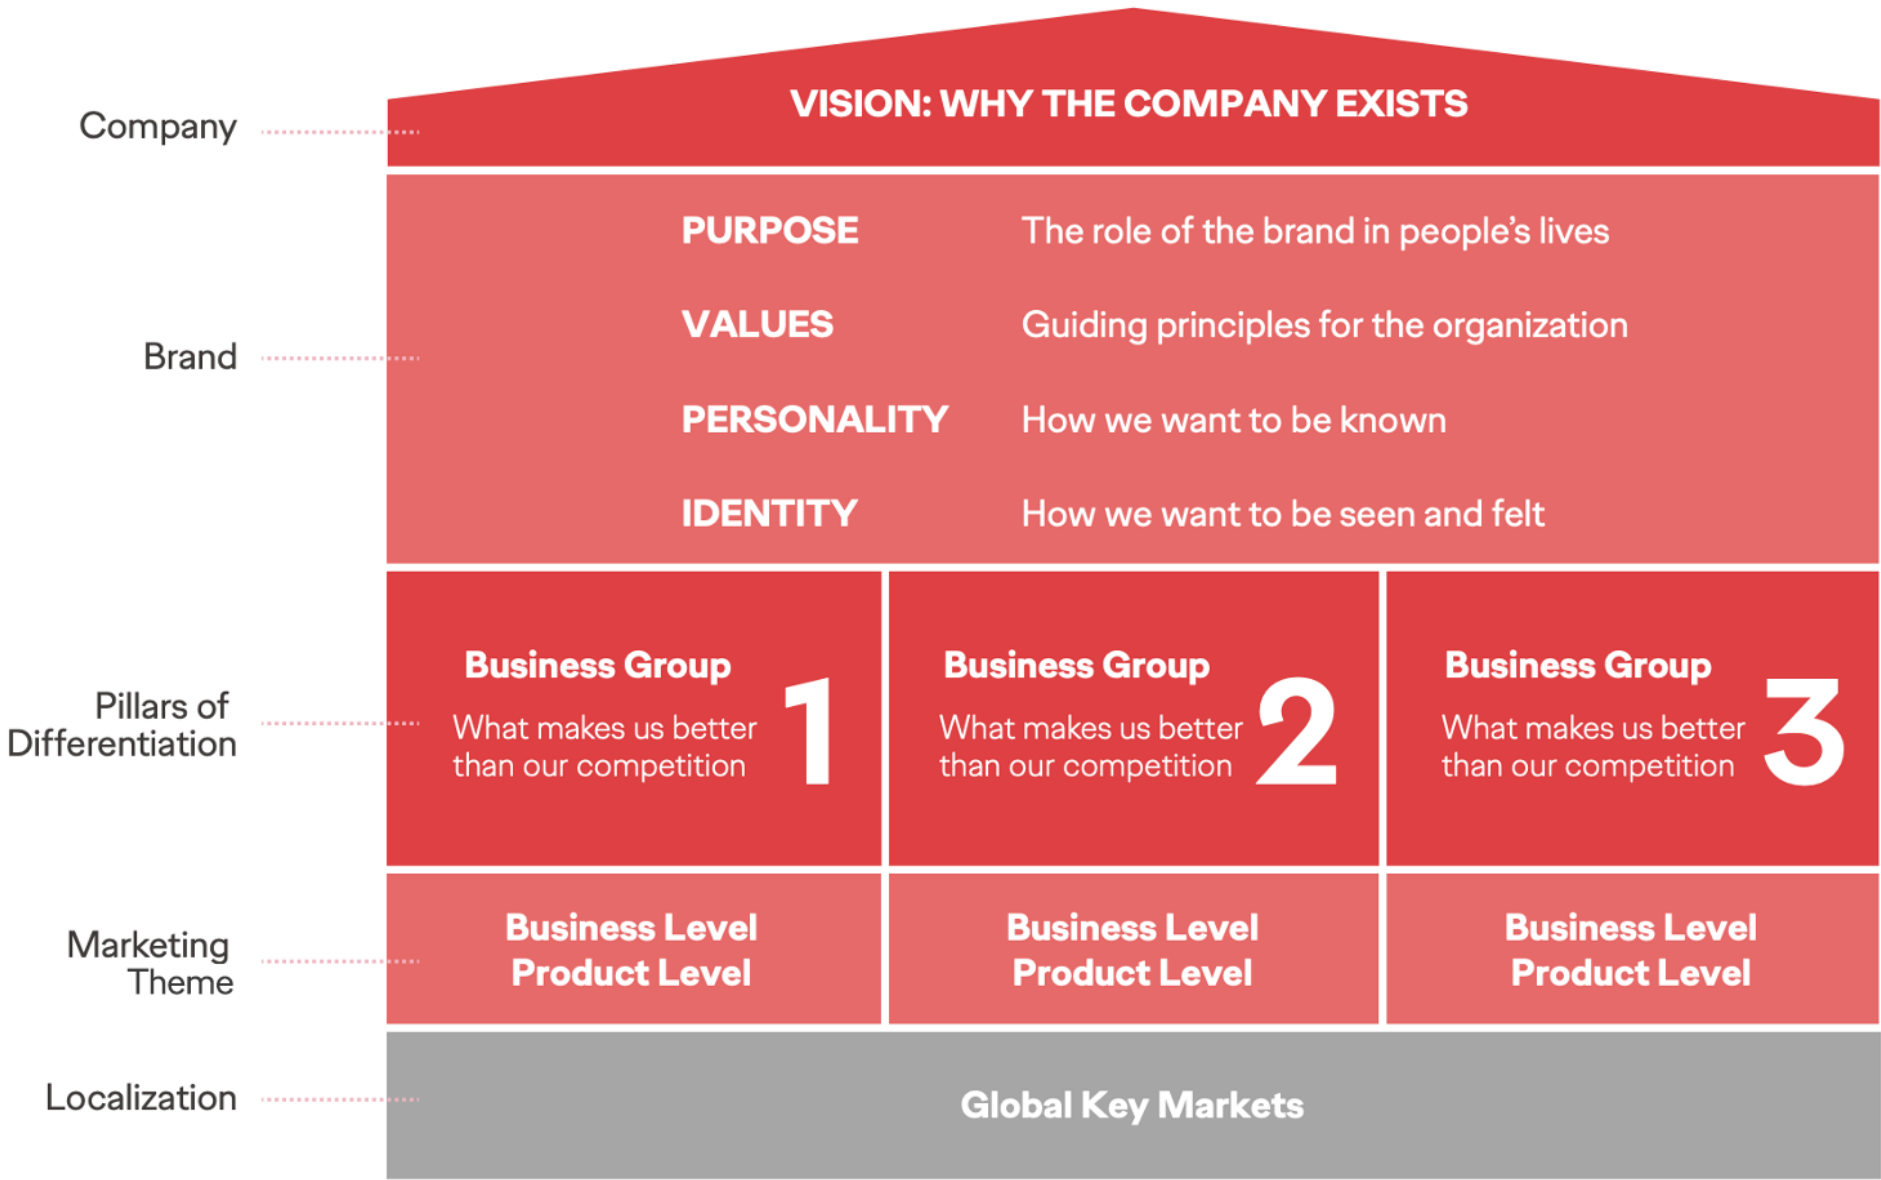 Company
VISION: WHY THE COMPANY EXISTS
Brand
PURPOSE The role of the brand in people’s lives
VALUES Guiding principles for the organization
PERSONALITY How we want to be known
IDENTITY How we want to be seen and felt
Pillars of
Differentiation
Business Group
What makes us better
than our competition
1
Business Group
What makes us better
than our competition
2
Business Group
What makes us better
than our competition
3
Marketing
Theme
Business Level
Product Level
Business Level
Product Level
Business Level
Product Level
Localization
Global Key Markets